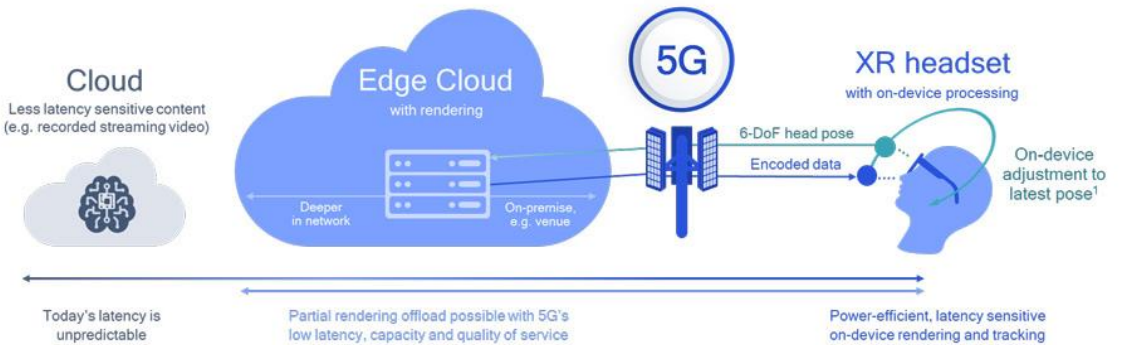 Cloud
Less latency sensitive content
(e.g. recorded streaming video)
Edge Cloud
with rendering
Deeper
in network
On-premise,
e.g. venue
5G
6-DoF head pose
Encoded data
XR headset
with on-device processing
On-device
adjustment to
latest pose¹
Today's latency is
unpredictable
Partial rendering offload possible with 5G's
low latency, capacity and quality of service
Power-efficient, latency sensitive
on-device rendering and tracking